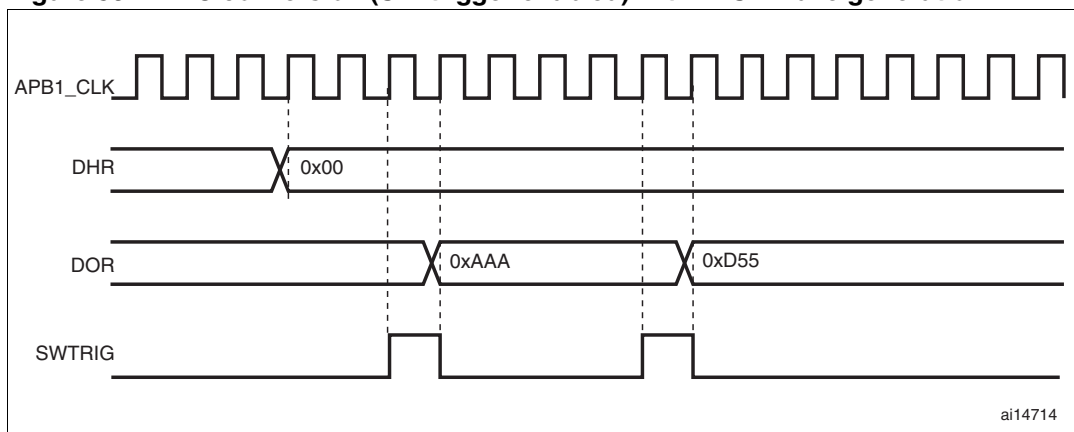 APB1_CLK
DHR
0x00
DOR
0xAAA
0xD55
SWTRIG
ai14714